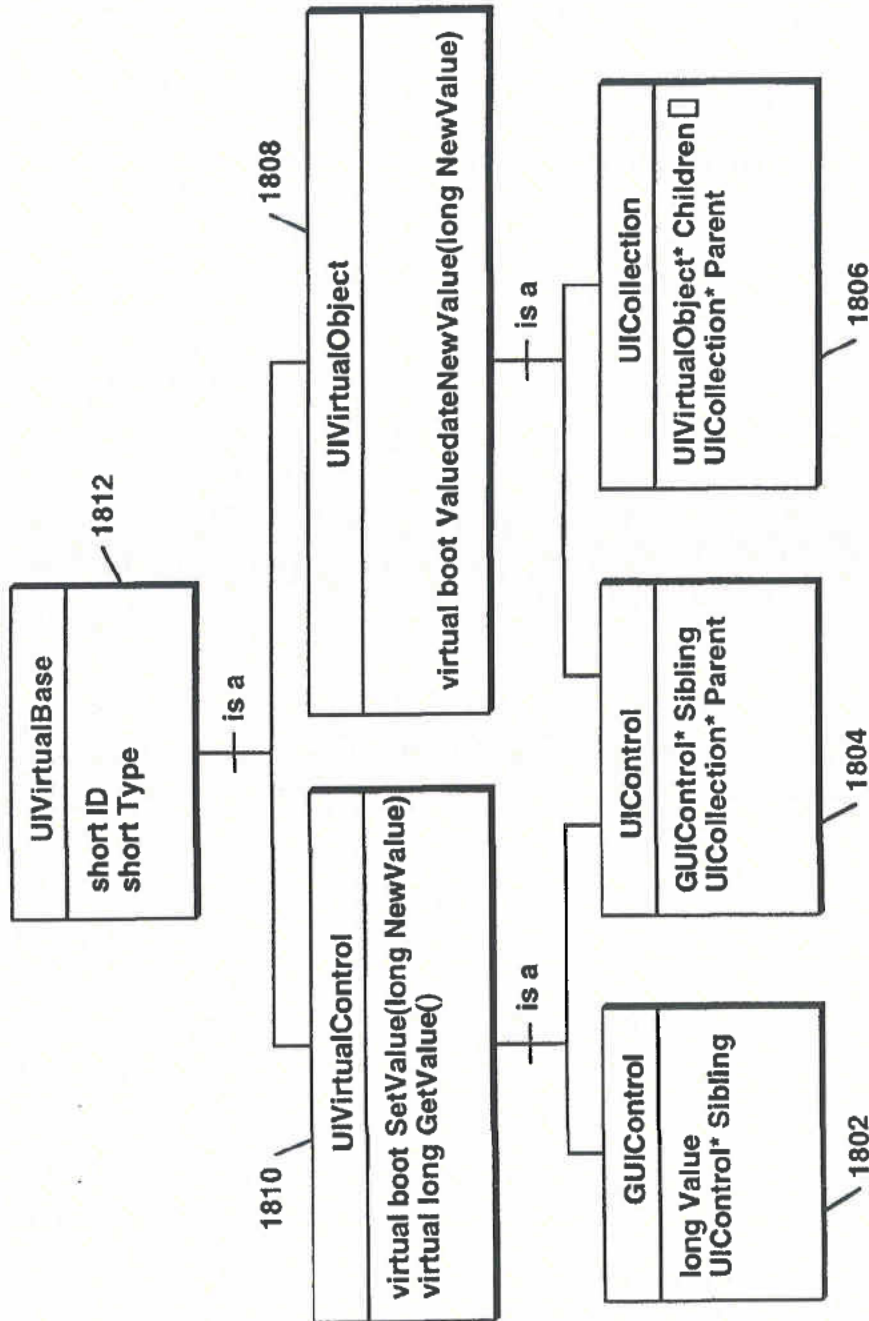 UIVirtualBase
short ID
short Type
1812
is a
1810
UIVirtualControl
virtual boot SetValue(long NewValue)
virtual long GetValue()
1808
UIVirtualObject
virtual boot ValuedateNewValue(long NewValue)
is a
is a
GUIControl
long Value
UIControl* Sibling
1802
UIControl
GUIControl* Sibling
UICollection* Parent
1804
UICollection
UIVirtualObject* Children[]
UICollection* Parent
1806